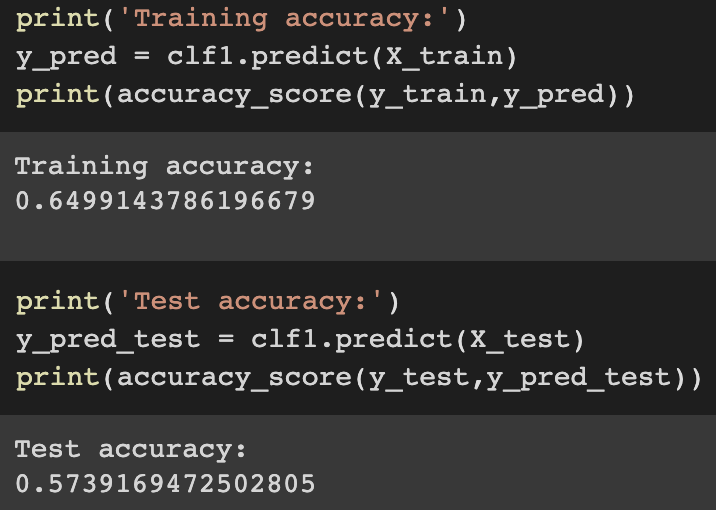 print('Training accuracy:')
y_pred = clf1.predict(X_train)
print(accuracy_score(y_train,y_pred))
Training accuracy:
0.6499143786196679
print('Test accuracy:')
y_pred_test = clf1.predict(X_test)
print(accuracy_score(y_test,y_pred_test))
Test accuracy:
0.5739169472502805